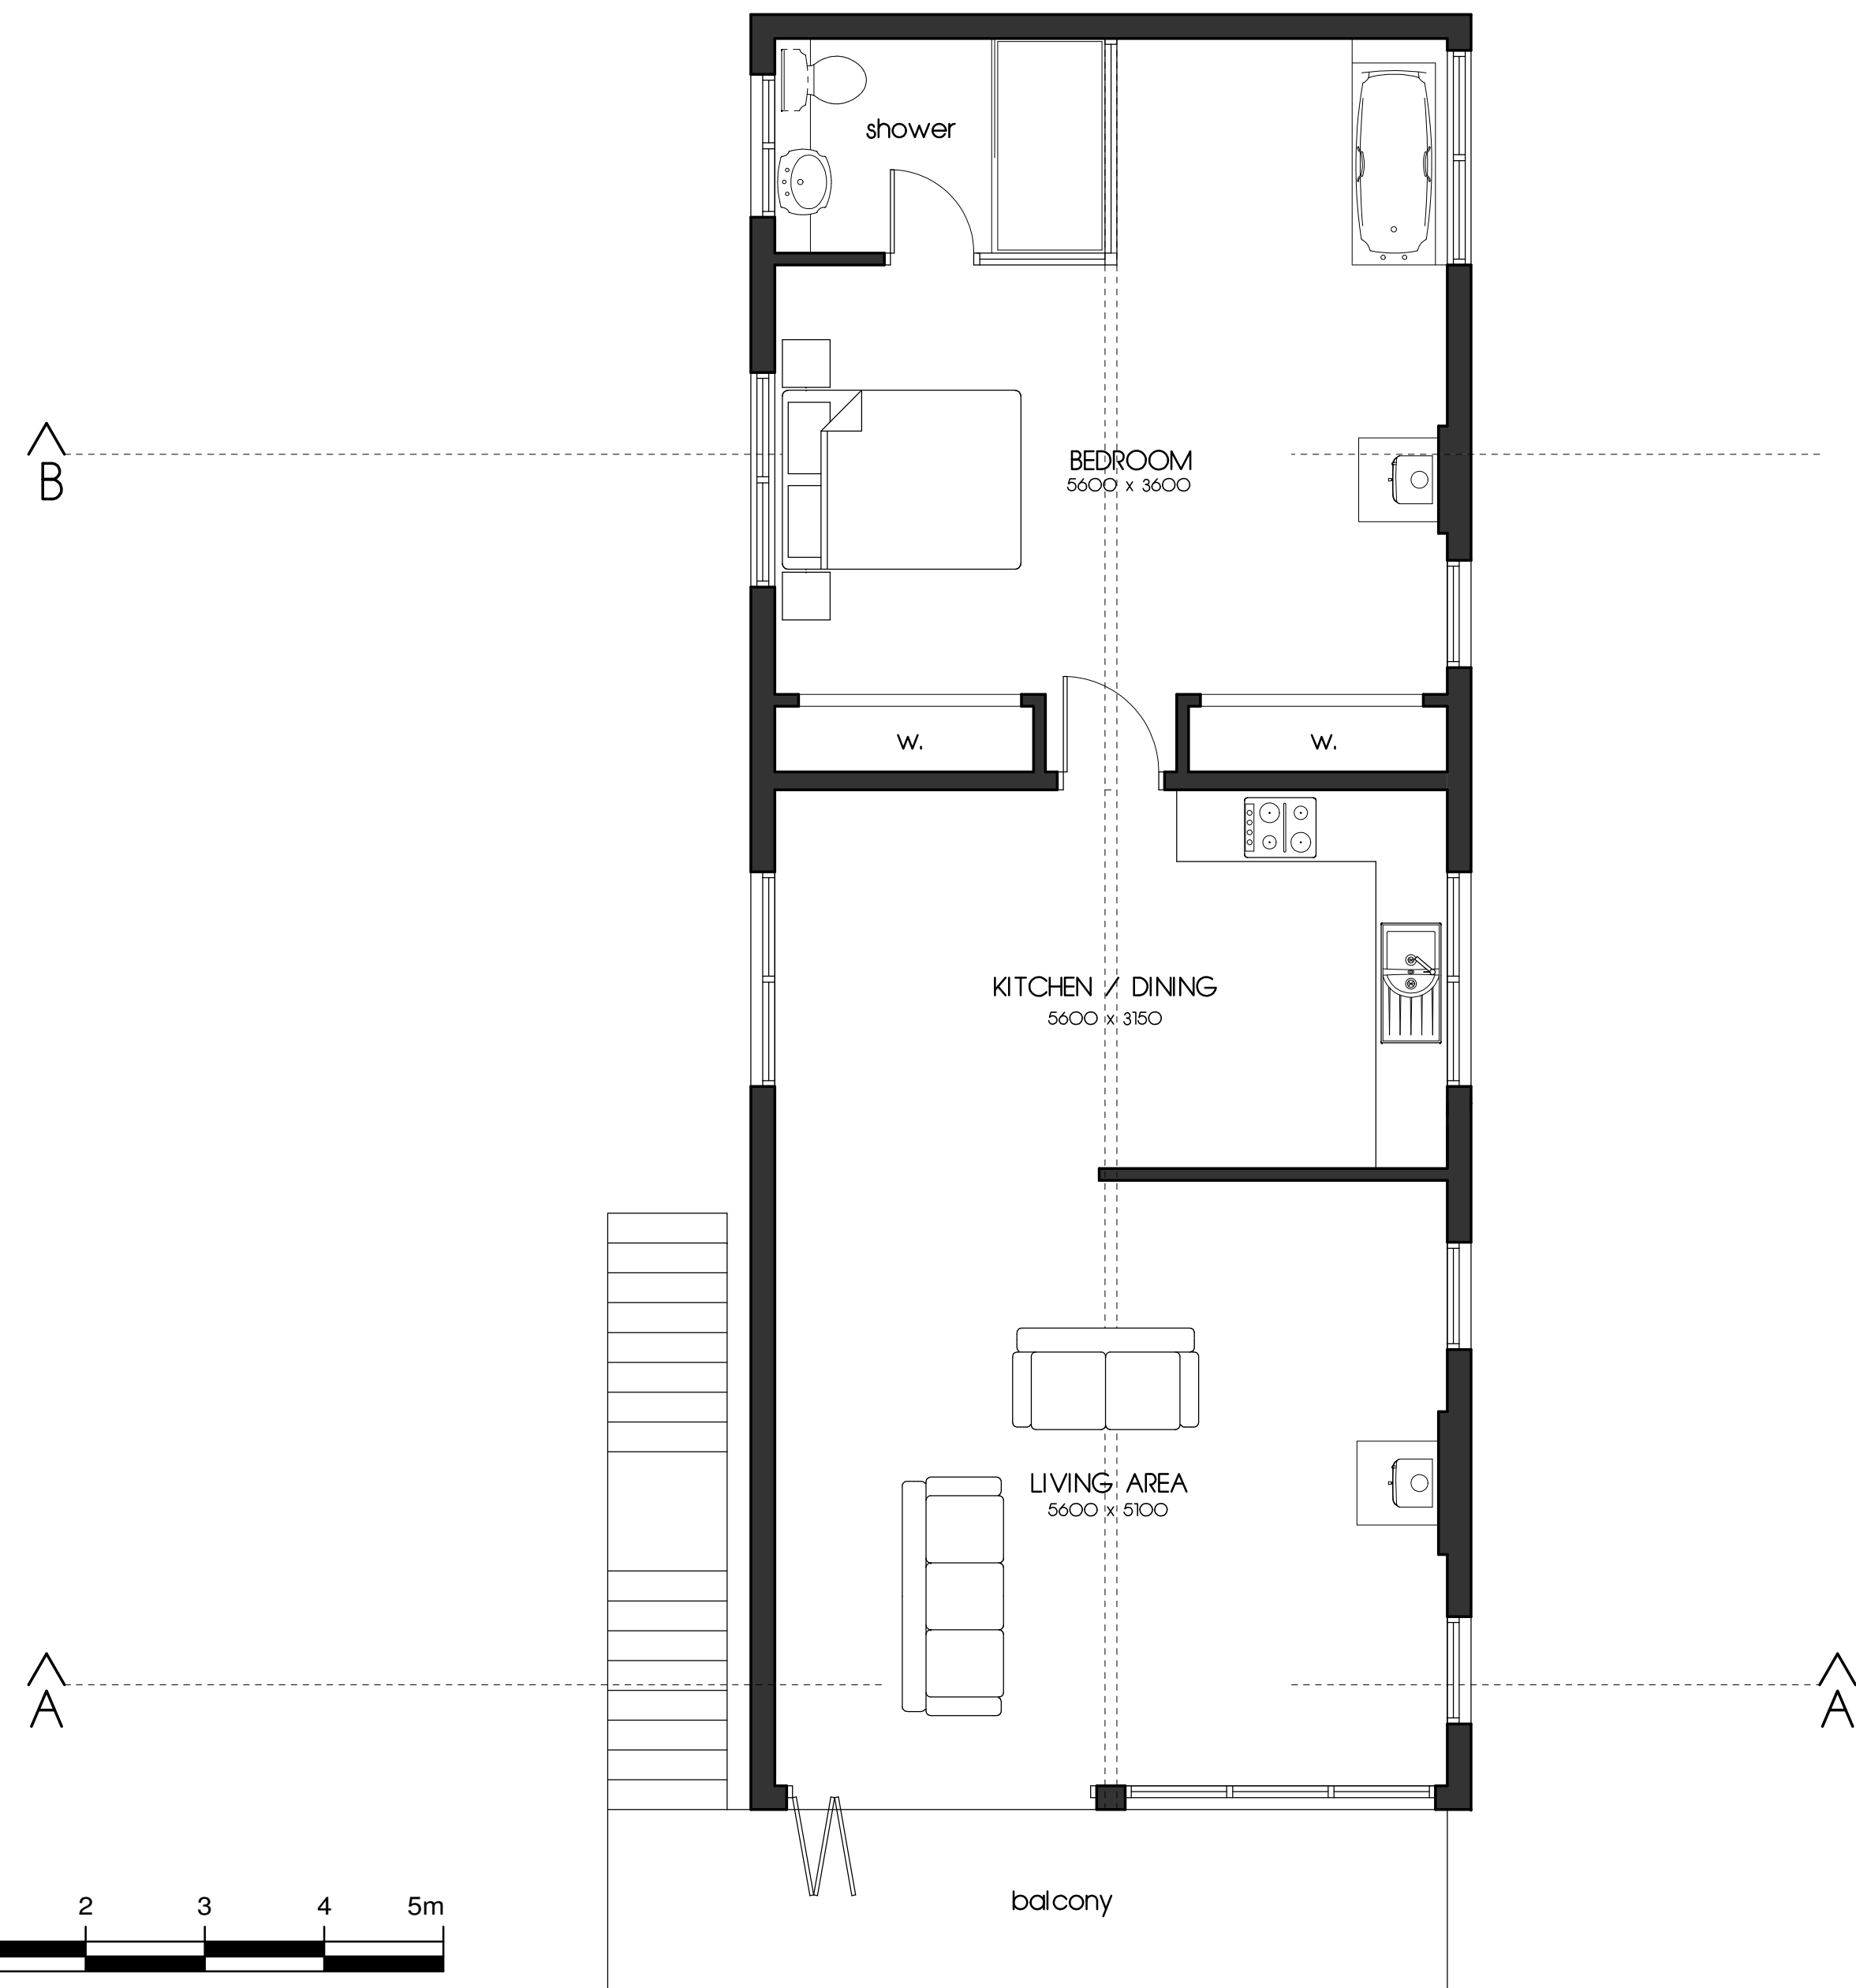 shower
B
BEDROOM
5600 x 3600
w.
w.
KITCHEN / DINING
5600 x 3150
LIVING AREA
5600 x 5100
A
A
balcony
2 3 4 5m